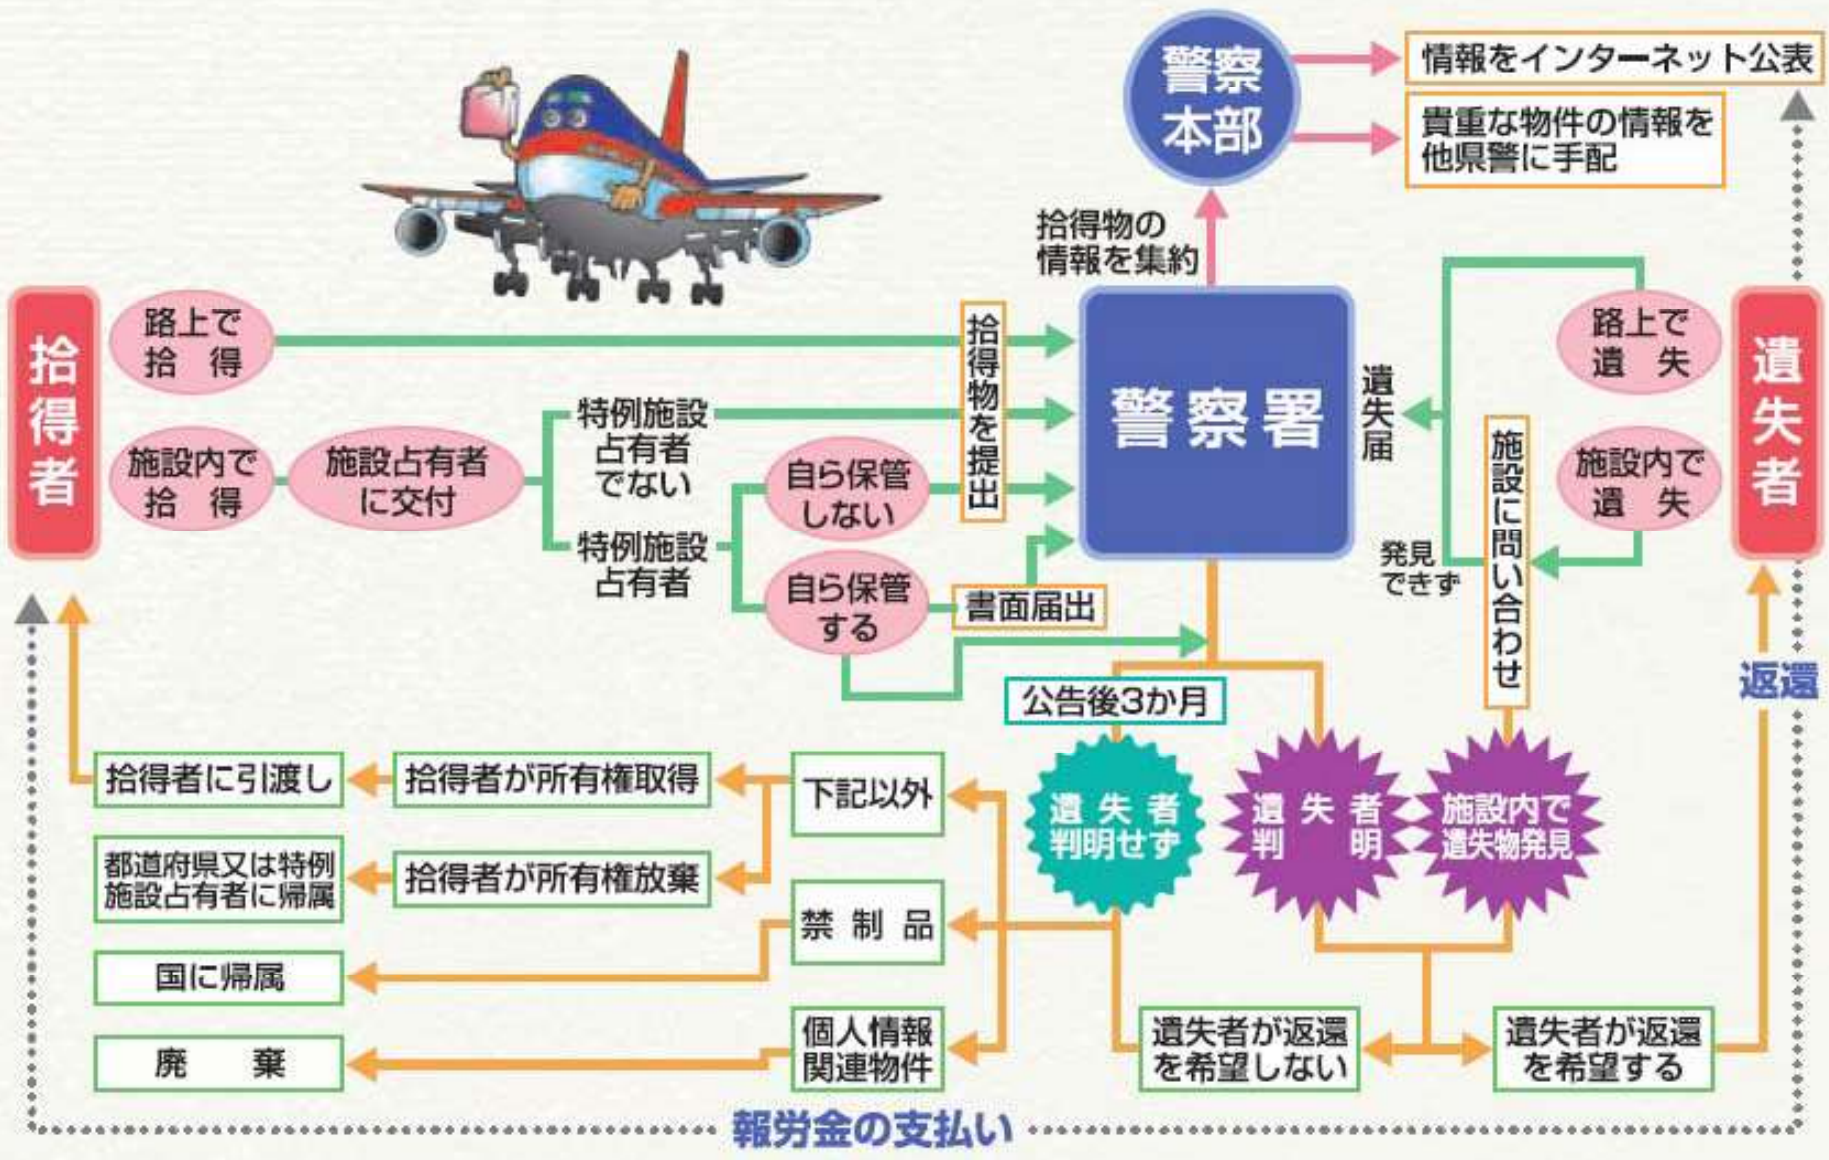 警察
本部
情報をインターネット公表
貴重な物件の情報を
他県警に手配
拾得物の
情報を集約
拾得者
路上で
拾 得
施設内で
拾 得
施設占有者
に交付
特例施設
占有者
でない
特例施設
占有者
自ら保管
しない
自ら保管
する
拾得物を提出
書面届出
警察署
遺失届
発見
できず
施設に問い合わせ
路上で
遺 失
施設内で
遺 失
遺失者
返還
公告後3か月
遺 失 者
判明せず
遺 失 者
判 明
施設内で
遺失物発見
拾得者に引渡し
拾得者が所有権取得
下記以外
都道府県又は特例
施設占有者に帰属
拾得者が所有権放棄
禁 制 品
国に帰属
個人情報
関連物件
廃 棄
遺失者が返還
を希望しない
遺失者が返還
を希望する
報労金の支払い